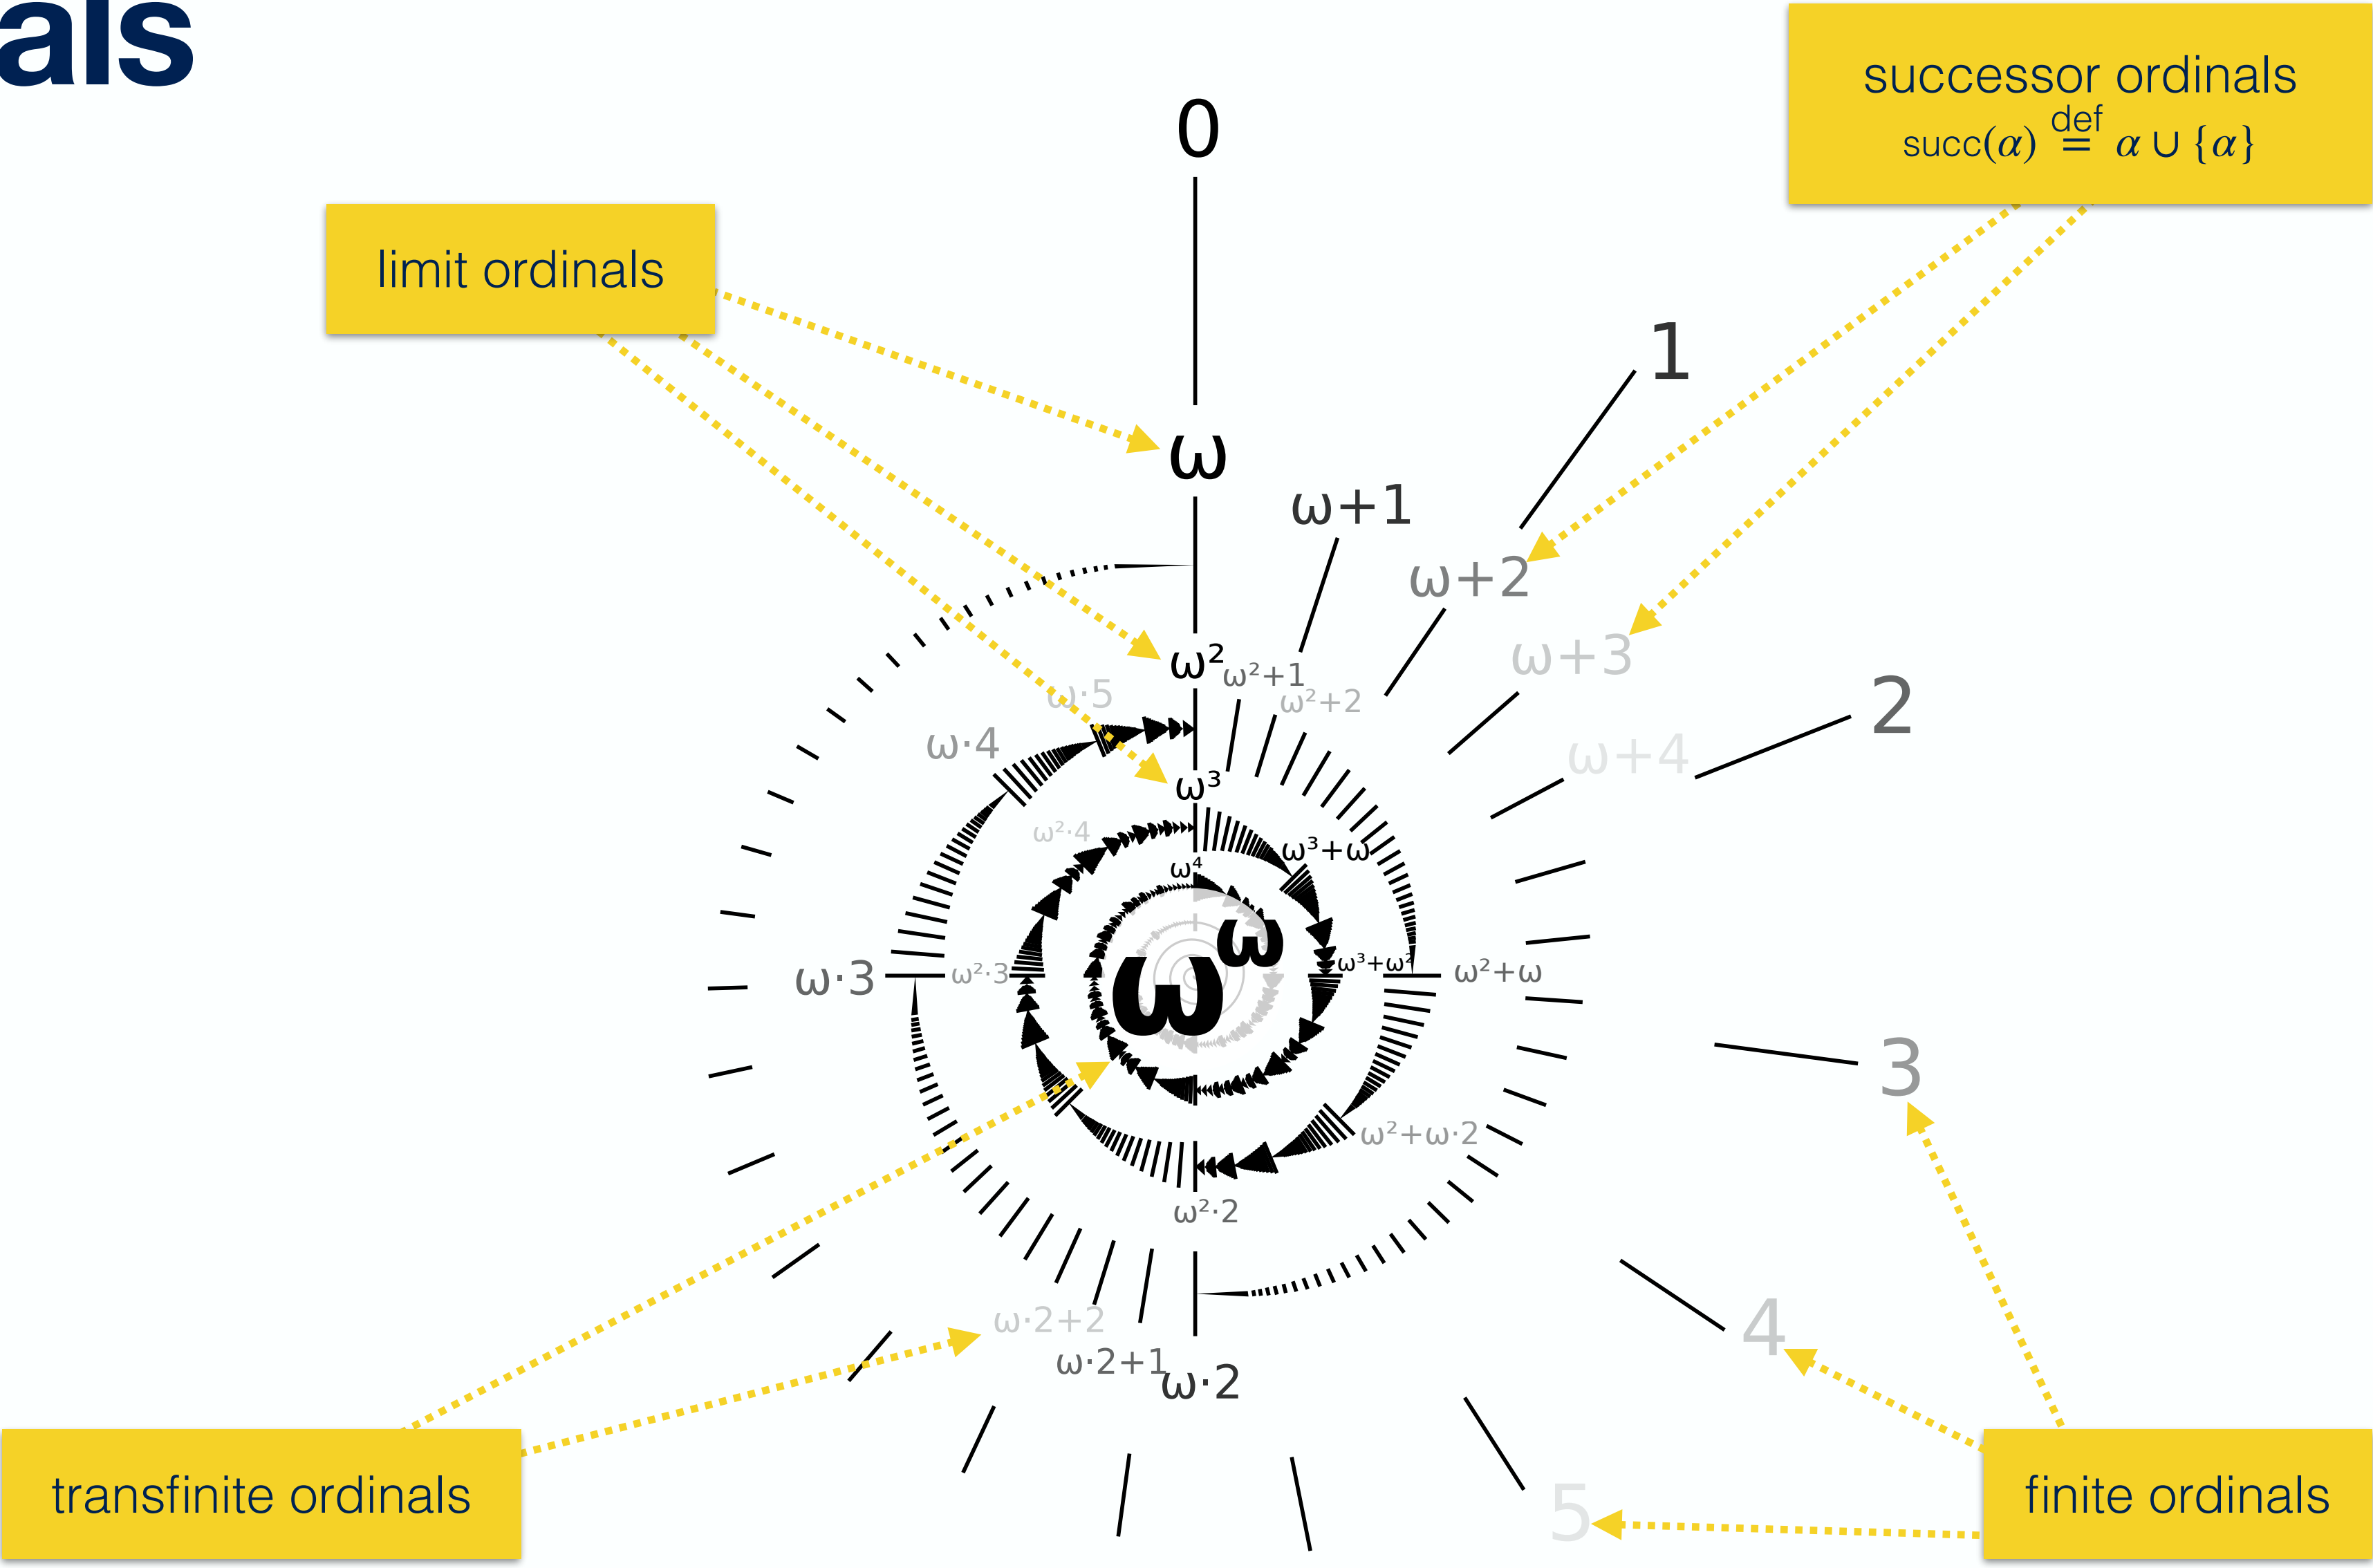 als
successor ordinals
succ(α) def= α ∪ {α}
0
limit ordinals
1
ω
ω+1
ω+2
ω+3
ω²
ω²+1
ω²+2
ω·5
2
ω·4
ω+4
ω³
ω²·4
ω³+ω
ω⁴
ω^ω
ω³+ω²
ω²+ω
ω·3
ω²·3
3
ω²+ω·2
ω²·2
ω·2+2
4
ω·2+1
ω·2
transfinite ordinals
5
finite ordinals